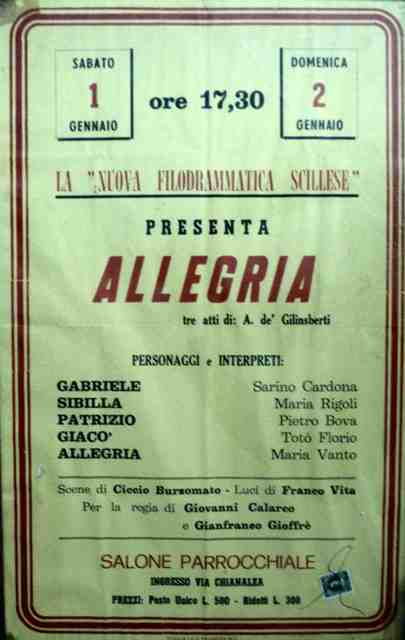 SABATO
1
GENNAIO
ore 17,30
DOMENICA
2
GENNAIO
LA "NUOVA FILODRAMMATICA SCILLESE"
PRESENTA
ALLEGRIA
tre atti di: A. de' Gilinsberti
PERSONAGGI e INTERPRETI:
GABRIELE Sarino Cardona
SIBILLA Maria Rigoli
PATRIZIO Pietro Bova
GIACO' Totó Florio
ALLEGRIA Maria Vanto
Scene di Ciccio Burzomato - Luci di Franco Vita
Per la regia di Giovanni Calarco
e Gianfranco Gioffrè
SALONE PARROCCHIALE
INGRESSO VIA CHIANALEA
PREZZI: Posto Unico L. 500 - Ridotti L. 300